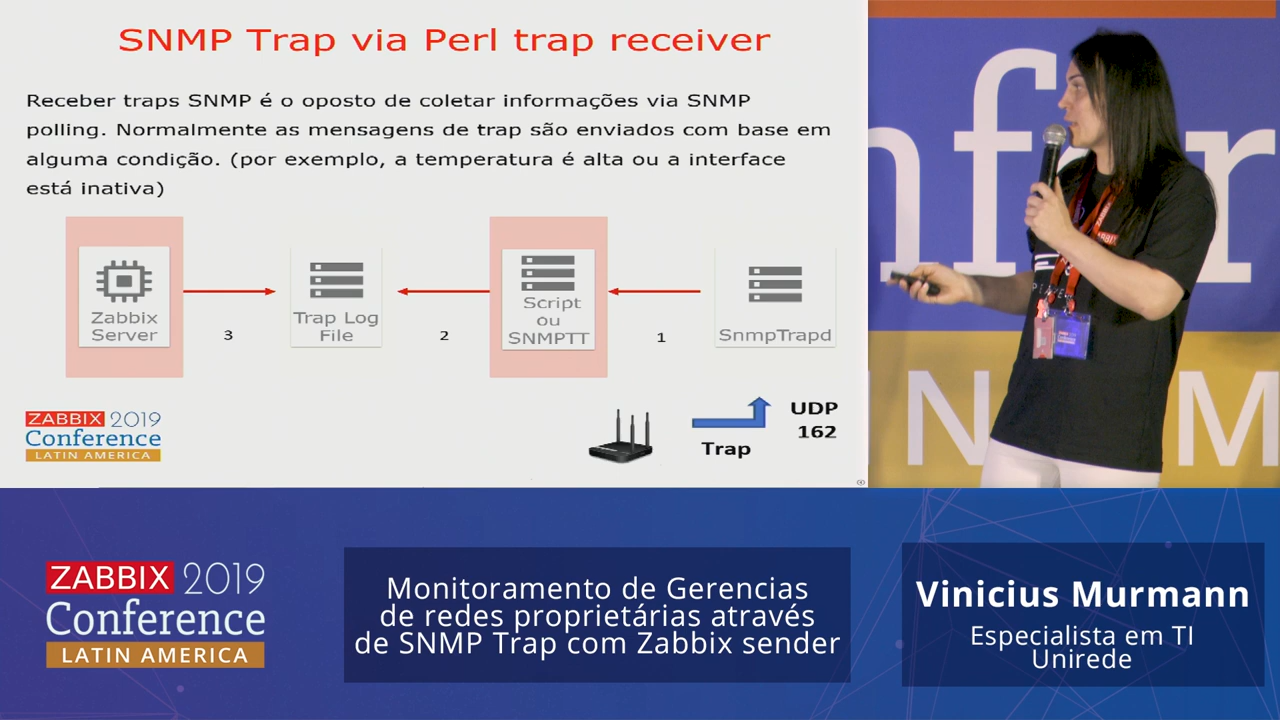 SNMP Trap via Perl trap receiver
Receber traps SNMP é o oposto de coletar informações via SNMP
polling. Normalmente as mensagens de trap são enviados com base em
alguma condição. (por exemplo, a temperatura é alta ou a interface
está inativa)
Zabbix
Server
3
Trap Log
File
2
Script
ou
SNMPTT
1
SnmpTrapd
Trap
UDP
162
ZABBIX 2019
Conference
LATIN AMERICA
ZABBIX 2019
Conference
LATIN AMERICA
Monitoramento de Gerencias
de redes proprietárias através
de SNMP Trap com Zabbix sender
Vinicius Murmann
Especialista em TI
Unirede